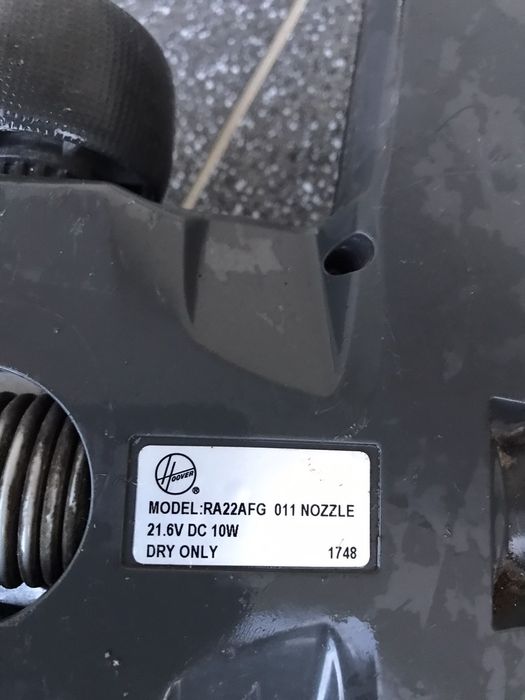 HOOVER
®
MODEL:RA22AFG 011 NOZZLE
21.6V DC 10W
DRY ONLY 1748